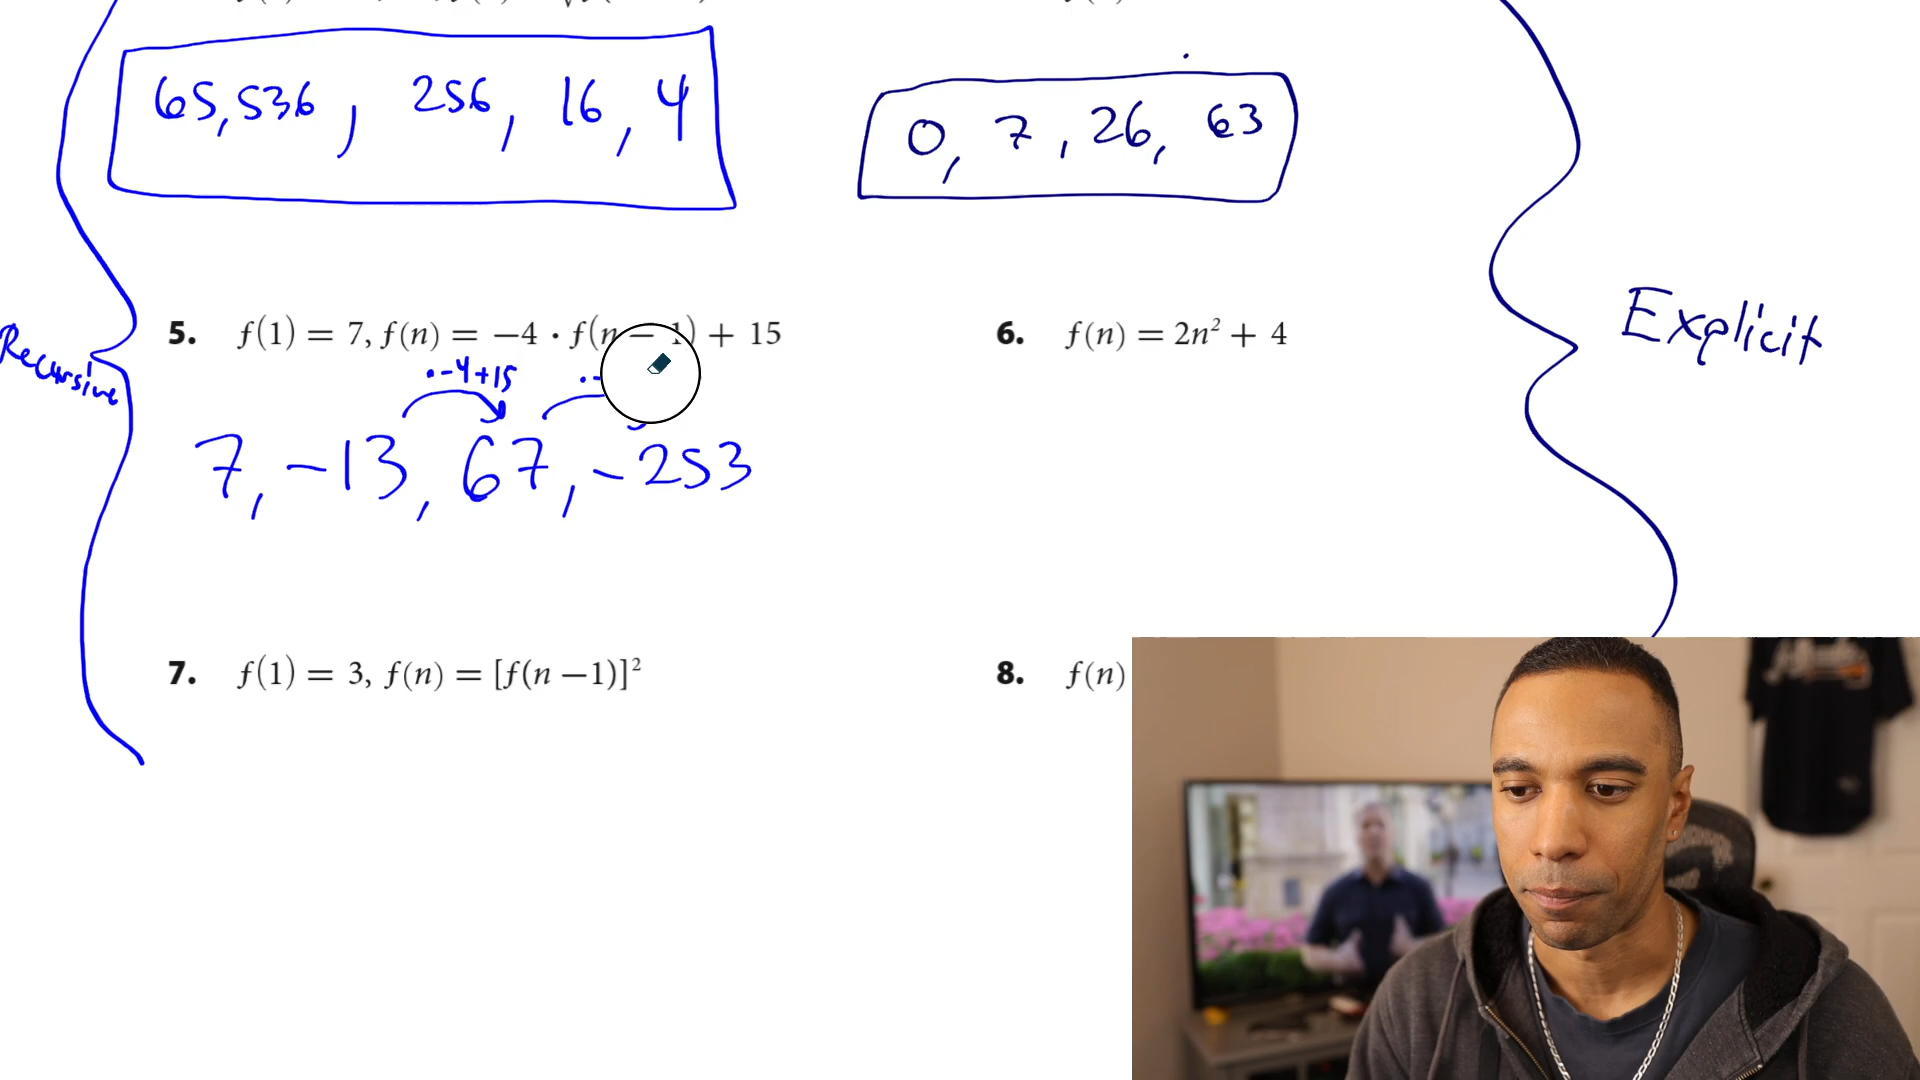 65,536, 256, 16, 4
0, 7, 26, 63
Recursive
5. f(1) = 7, f(n) = −4 · f(n − 1) + 15
· -4 +15
7, -13, 67, -253
6. f(n) = 2n² + 4
Explicit
7. f(1) = 3, f(n) = [f(n −1)]²
8. f(n)